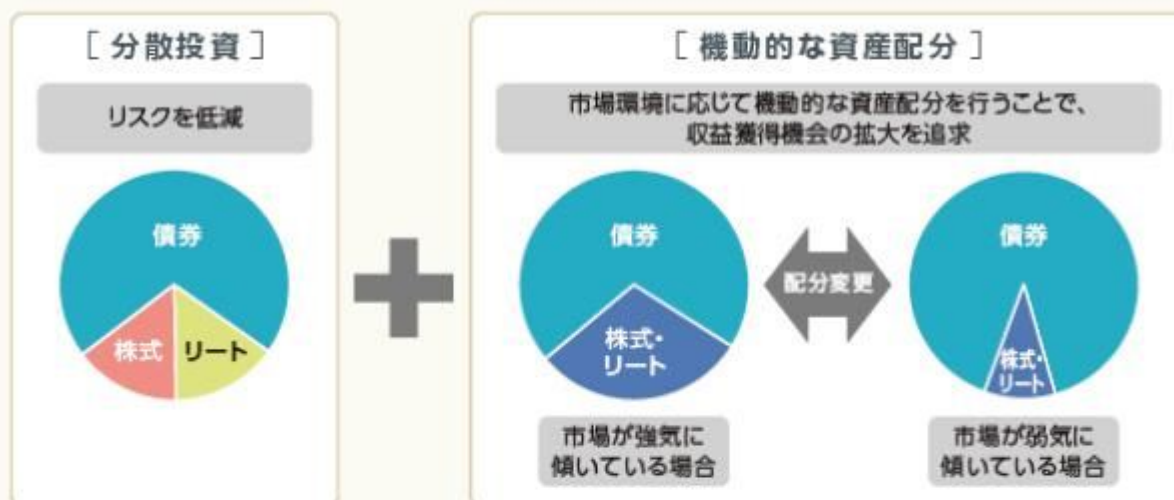 [ 分散投資 ]
リスクを低減
債券
株式
リート
[ 機動的な資産配分 ]
市場環境に応じて機動的な資産配分を行うことで、
収益獲得機会の拡大を追求
債券
株式・
リート
市場が強気に
傾いている場合
配分変更
債券
株式・
リート
市場が弱気に
傾いている場合